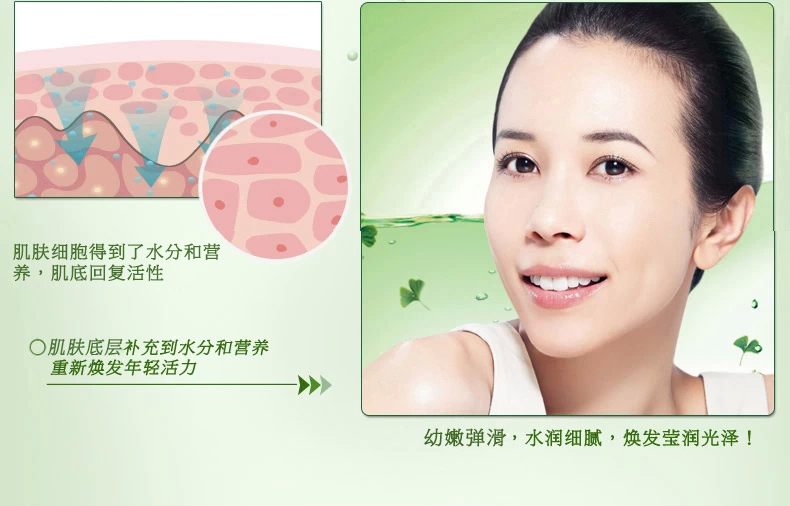 肌肤细胞得到了水分和营
养，肌底回复活性
○肌肤底层补充到水分和营养
重新焕发年轻活力
幼嫩弹滑，水润细腻，焕发莹润光泽！